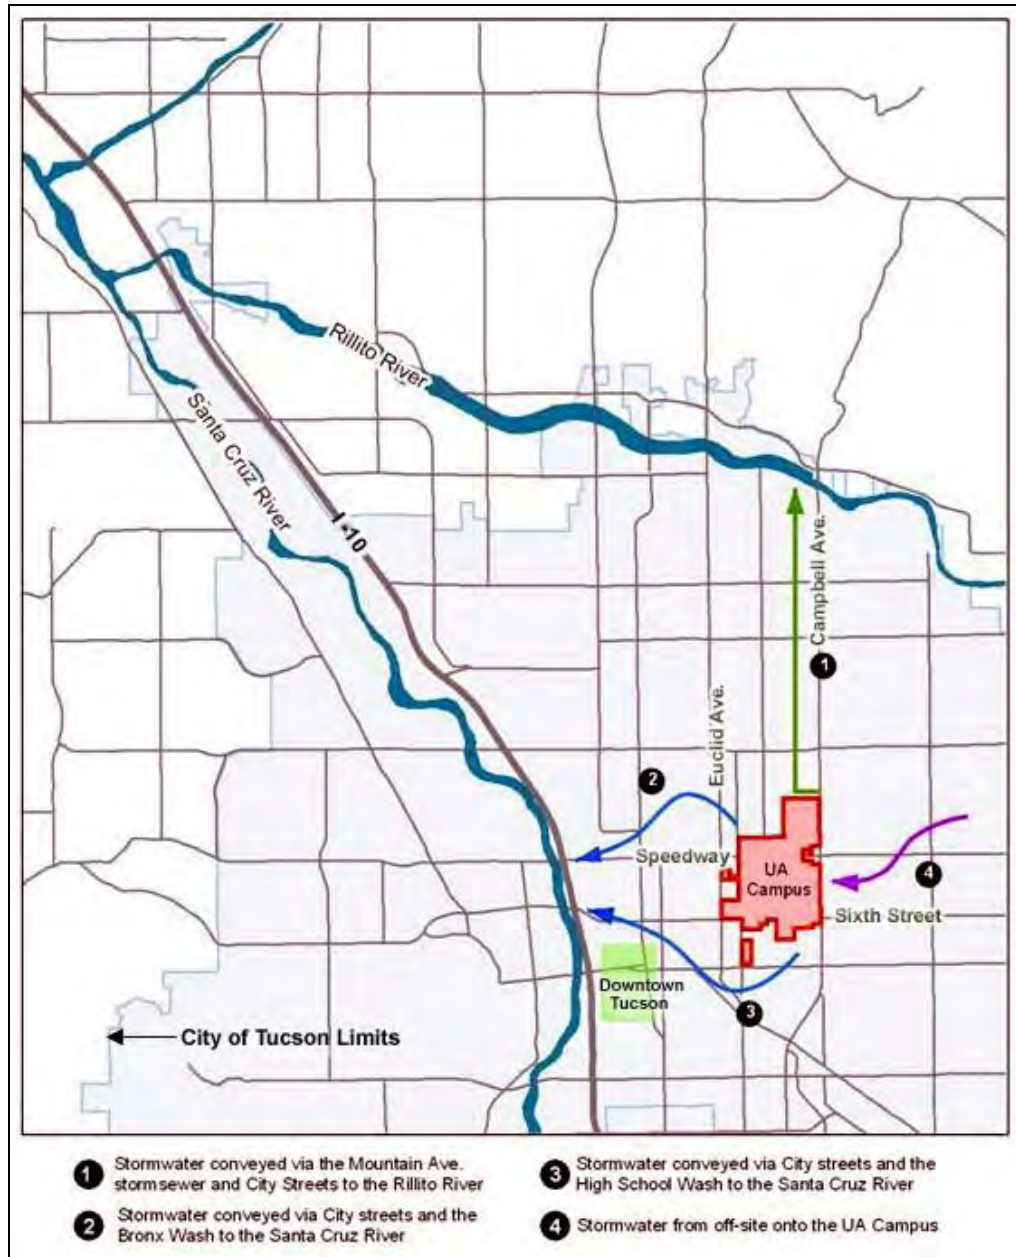 Rillito River
Santa Cruz River
I -10
Campbell Ave.
1
Euclid Ave.
2
Speedway
UA
Campus
4
Sixth Street
Downtown
Tucson
3
City of Tucson Limits
1 Stormwater conveyed via the Mountain Ave.
stormsewer and City Streets to the Rillito River
2 Stormwater conveyed via City streets and the
Bronx Wash to the Santa Cruz River
3 Stormwater conveyed via City streets and the
High School Wash to the Santa Cruz River
4 Stormwater from off-site onto the UA Campus